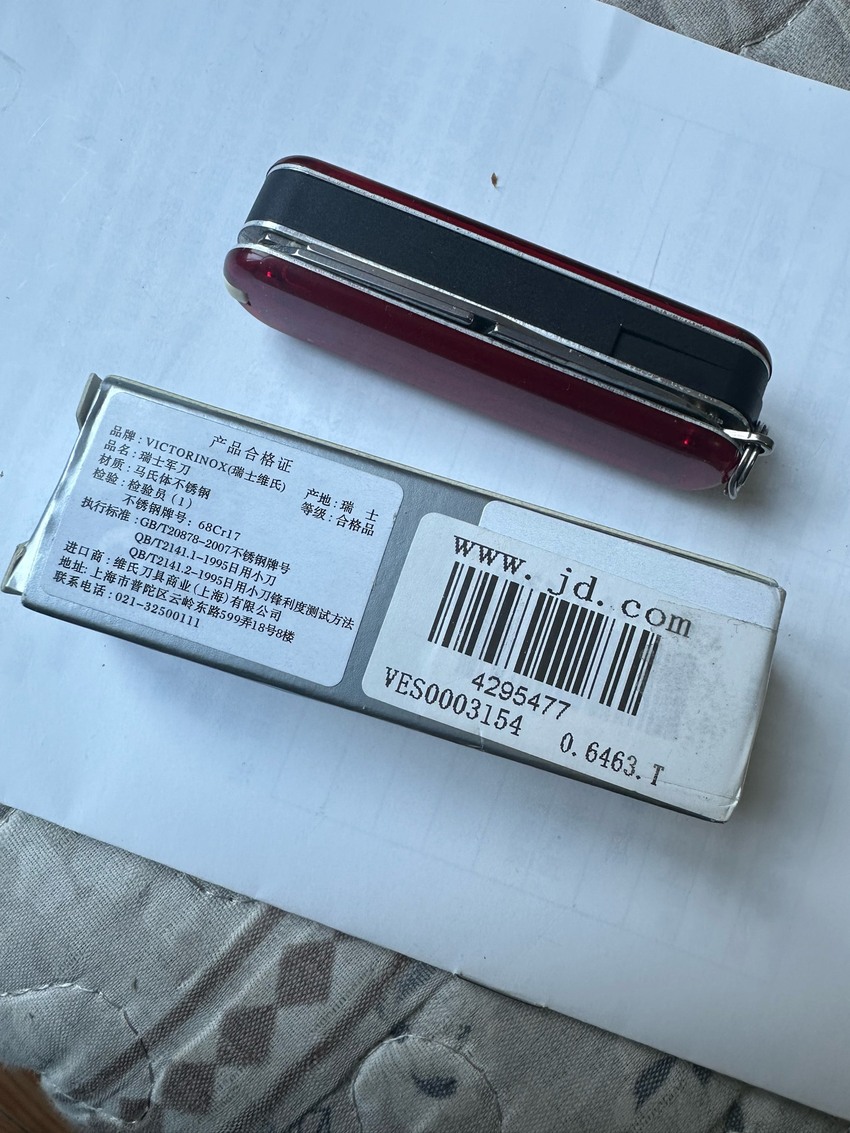 产品合格证
品牌：VICTORINOX(瑞士维氏)
品名：瑞士军刀 产地：瑞 士
材质：马氏体不锈钢 等级：合格品
检验：检验员（1）
不锈钢牌号：68Cr17
执行标准：GB/T20878-2007不锈钢牌号
QB/T2141.1-1995日用小刀
QB/T2141.2-1995日用小刀锋利度测试方法
进口商：维氏刀具商业(上海)有限公司
地址：上海市普陀区云岭东路599弄18号8楼
联系电话：021-32500111
www.jd.com
4295477
VES0003154
0.6463.T